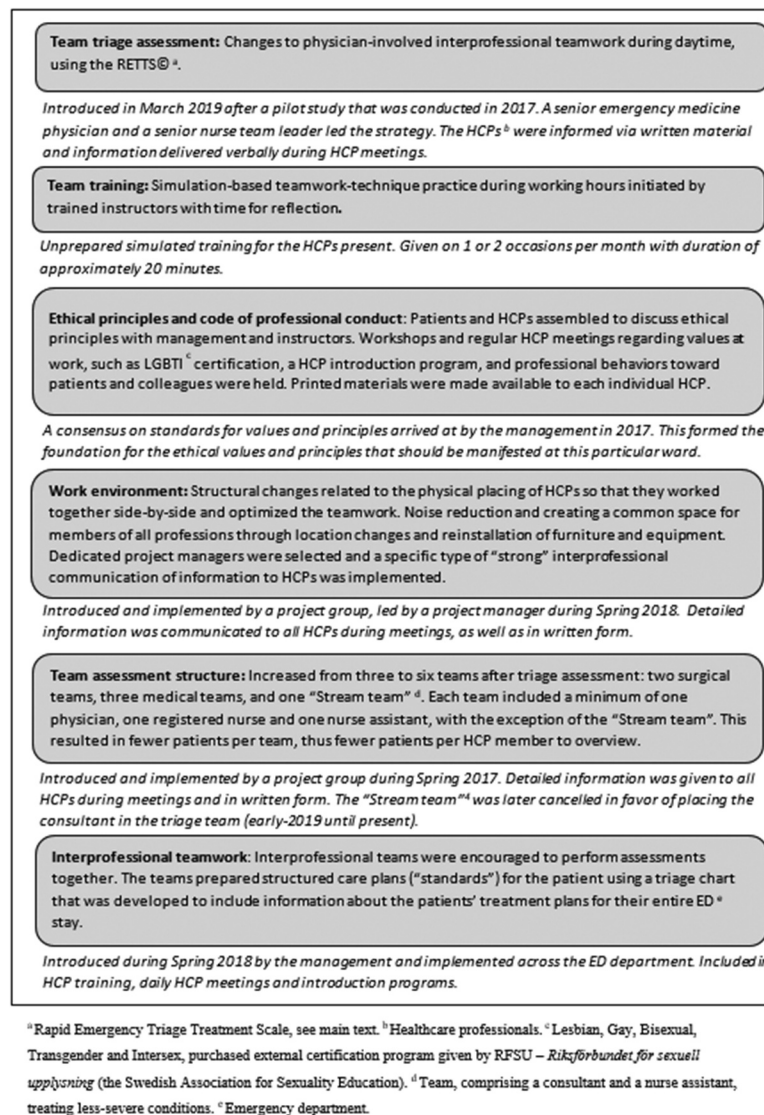 Team triage assessment: Changes to physician-involved interprofessional teamwork during daytime,
using the RETTS© a.
Introduced in March 2019 after a pilot study that was conducted in 2017. A senior emergency medicine
physician and a senior nurse team leader led the strategy. The HCPs b were informed via written material
and information delivered verbally during HCP meetings.
Team training: Simulation-based teamwork-technique practice during working hours initiated by
trained instructors with time for reflection.
Unprepared simulated training for the HCPs present. Given on 1 or 2 occasions per month with duration of
approximately 20 minutes.
Ethical principles and code of professional conduct: Patients and HCPs assembled to discuss ethical
principles with management and instructors. Workshops and regular HCP meetings regarding values at
work, such as LGBTI c certification, a HCP introduction program, and professional behaviors toward
patients and colleagues were held. Printed materials were made available to each individual HCP.
A consensus on standards for values and principles arrived at by the management in 2017. This formed the
foundation for the ethical values and principles that should be manifested at this particular ward.
Work environment: Structural changes related to the physical placing of HCPs so that they worked
together side-by-side and optimized the teamwork. Noise reduction and creating a common space for
members of all professions through location changes and reinstallation of furniture and equipment.
Dedicated project managers were selected and a specific type of “strong” interprofessional
communication of information to HCPs was implemented.
Introduced and implemented by a project group, led by a project manager during Spring 2018. Detailed
information was communicated to all HCPs during meetings, as well as in written form.
Team assessment structure: Increased from three to six teams after triage assessment: two surgical
teams, three medical teams, and one “Stream team” d. Each team included a minimum of one
physician, one registered nurse and one nurse assistant, with the exception of the “Stream team”. This
resulted in fewer patients per team, thus fewer patients per HCP member to overview.
Introduced and implemented by a project group during Spring 2017. Detailed information was given to all
HCPs during meetings and in written form. The “Stream team”d was later cancelled in favor of placing the
consultant in the triage team (early-2019 until present).
Interprofessional teamwork: Interprofessional teams were encouraged to perform assessments
together. The teams prepared structured care plans (“standards”) for the patient using a triage chart
that was developed to include information about the patients’ treatment plans for their entire ED e
stay.
Introduced during Spring 2018 by the management and implemented across the ED department. Included in
HCP training, daily HCP meetings and introduction programs.
a Rapid Emergency Triage Treatment Scale, see main text. b Healthcare professionals. c Lesbian, Gay, Bisexual,
Transgender and Intersex, purchased external certification program given by RFSU – Riksförbundet för sexuell
upplysning (the Swedish Association for Sexuality Education). d Team, comprising a consultant and a nurse assistant,
treating less-severe conditions. e Emergency department.